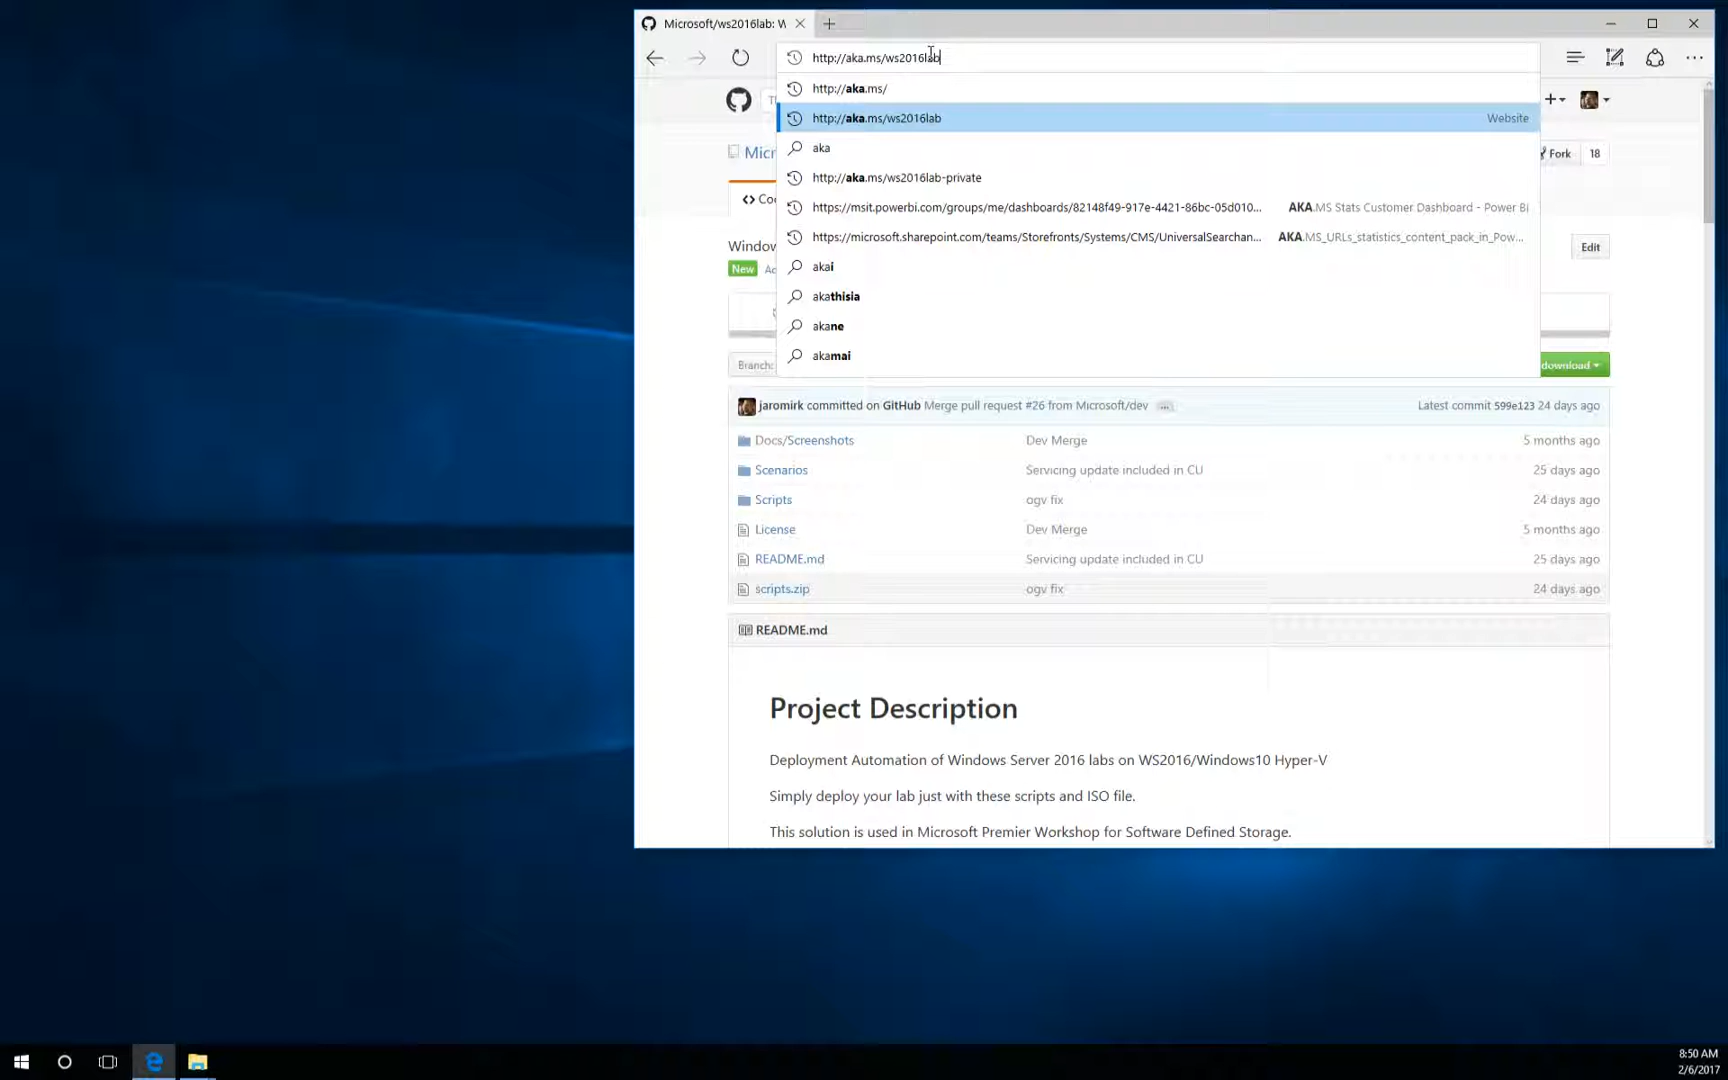 Microsoft/ws2016lab: W
http://aka.ms/ws2016lab
http://aka.ms/
http://aka.ms/ws2016lab Website
aka
http://aka.ms/ws2016lab-private
https://msit.powerbi.com/groups/me/dashboards/82148f49-917e-4421-86bc-05d010... AKA.MS Stats Customer Dashboard - Power BI
https://microsoft.sharepoint.com/teams/Storefronts/Systems/CMS/UniversalSearchan... AKA.MS_URLs_statistics_content_pack_in_Pow...
akai
akathisia
akane
akamai
Micr
Fork 18
Co
Window
Edit
New
Branch:
download
jaromirk committed on GitHub Merge pull request #26 from Microsoft/dev ... Latest commit 599e123 24 days ago
Docs/Screenshots Dev Merge 5 months ago
Scenarios Servicing update included in CU 25 days ago
Scripts ogv fix 24 days ago
License Dev Merge 5 months ago
README.md Servicing update included in CU 25 days ago
scripts.zip ogv fix 24 days ago
README.md
Project Description
Deployment Automation of Windows Server 2016 labs on WS2016/Windows10 Hyper-V
Simply deploy your lab just with these scripts and ISO file.
This solution is used in Microsoft Premier Workshop for Software Defined Storage.
8:50 AM
2/6/2017